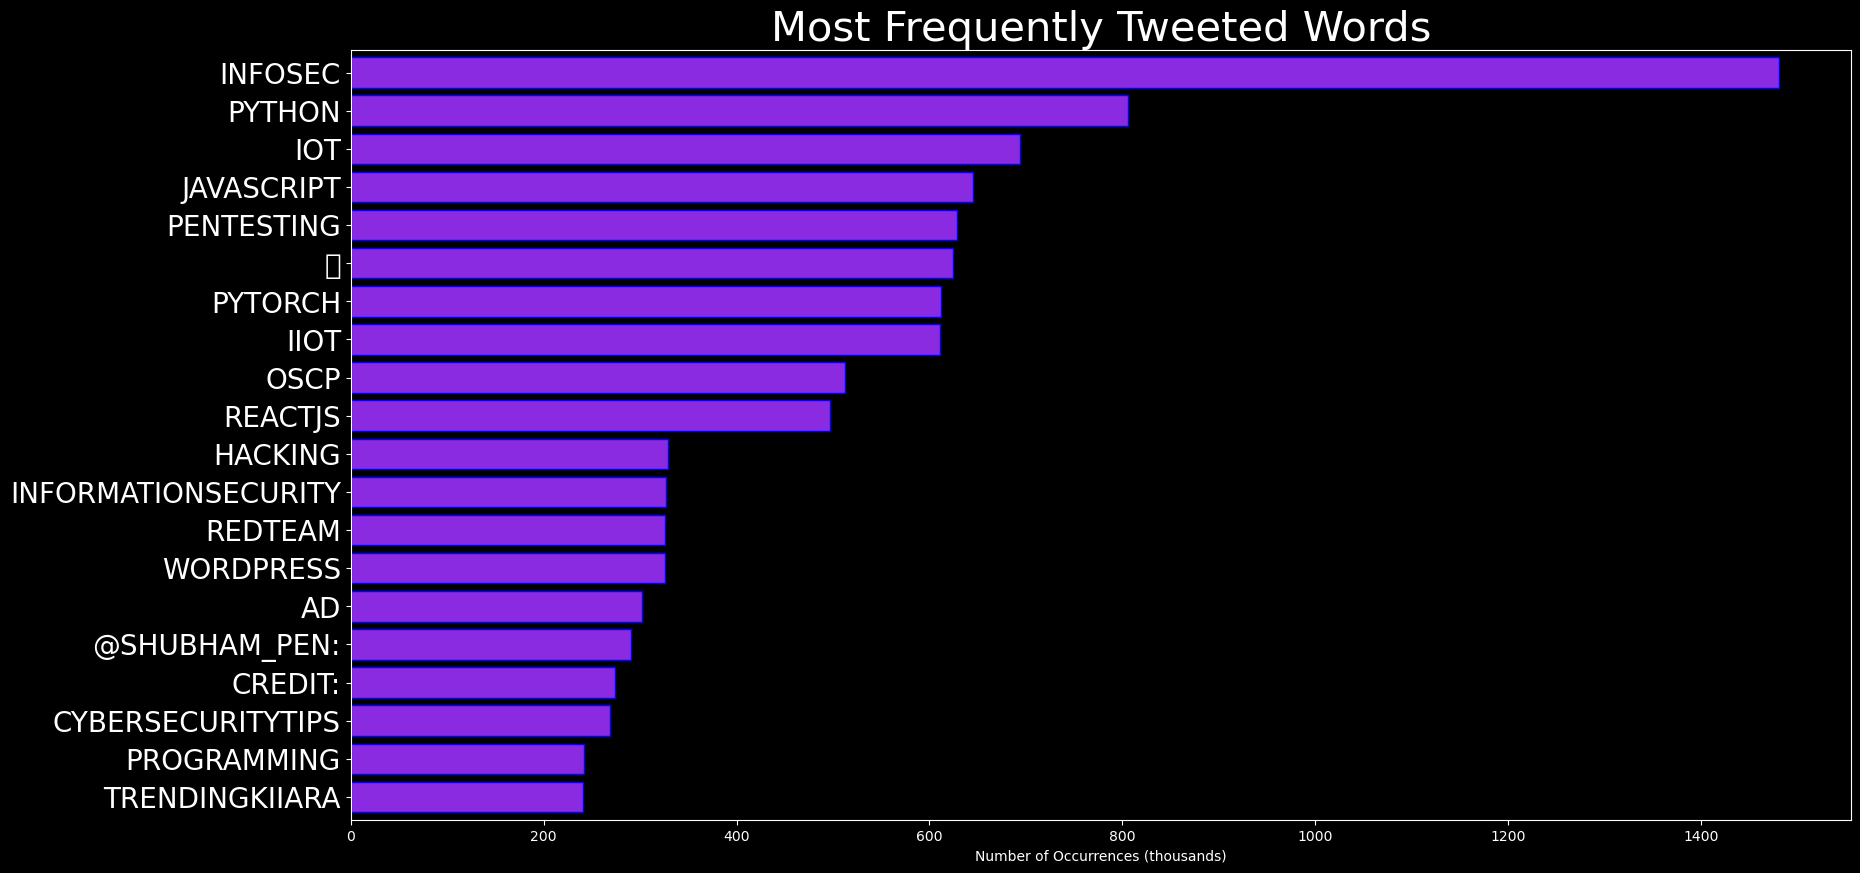 Most Frequently Tweeted Words
INFOSEC
PYTHON
IOT
JAVASCRIPT
PENTESTING
PYTORCH
IIOT
OSCP
REACTJS
HACKING
INFORMATIONSECURITY
REDTEAM
WORDPRESS
AD
@SHUBHAM_PEN:
CREDIT:
CYBERSECURITYTIPS
PROGRAMMING
TRENDINGKIIARA
0 200 400 600 800 1000 1200 1400
Number of Occurrences (thousands)